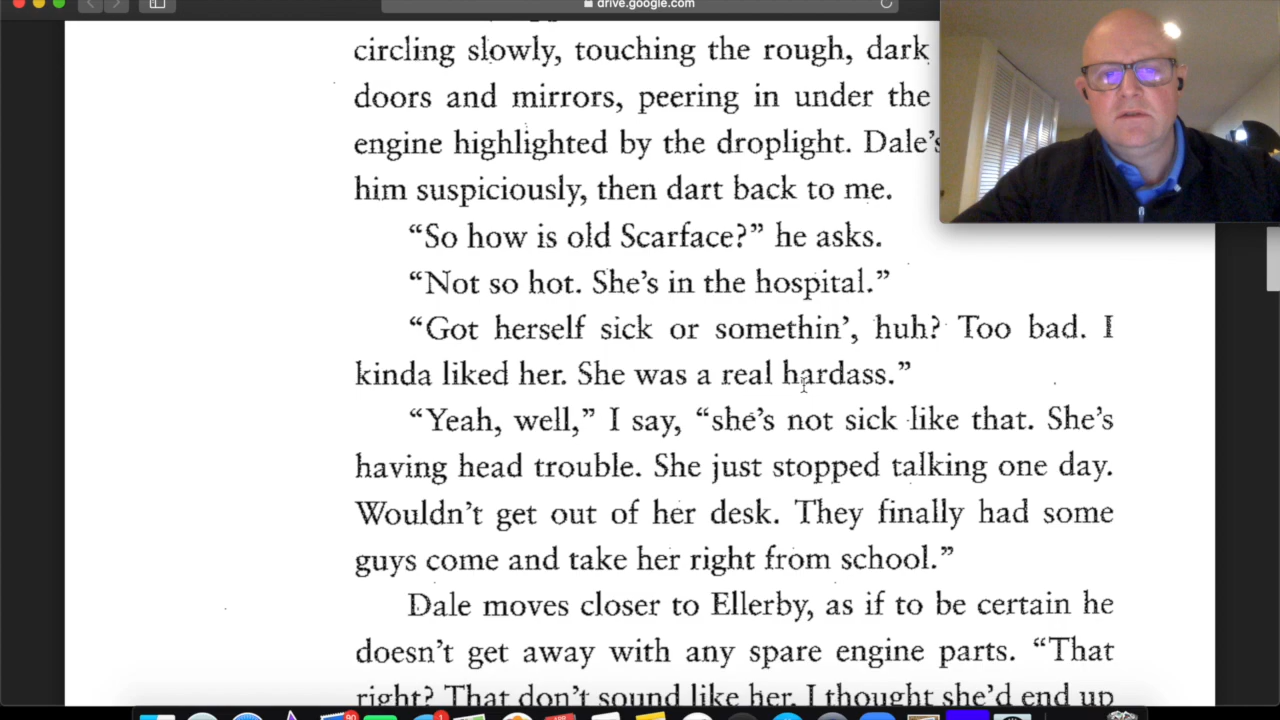 drive.google.com
circling slowly, touching the rough, dark
doors and mirrors, peering in under the
engine highlighted by the droplight. Dale's
him suspiciously, then dart back to me.
“So how is old Scarface?” he asks.
“Not so hot. She’s in the hospital.”
“Got herself sick or somethin’, huh? Too bad. I
kinda liked her. She was a real hardass.”
“Yeah, well,” I say, “she’s not sick like that. She’s
having head trouble. She just stopped talking one day.
Wouldn’t get out of her desk. They finally had some
guys come and take her right from school.”
Dale moves closer to Ellerby, as if to be certain he
doesn’t get away with any spare engine parts. “That
right? That don’t sound like her. I thought she’d end up